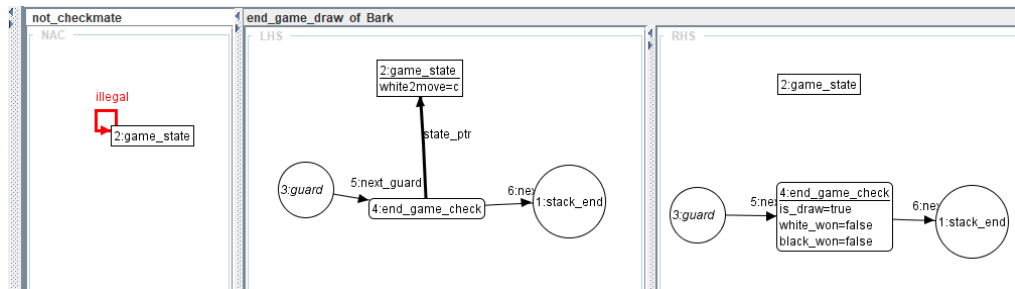 not_checkmate
end_game_draw of Bark
NAC
LHS
RHS
illegal
2:game_state
2:game_state
white2move=c
state_ptr
3:guard
5:next_guard
4:end_game_check
6:nex
1:stack_end
2:game_state
3:guard
5:nex
4:end_game_check
is_draw=true
white_won=false
black_won=false
6:nex
1:stack_end